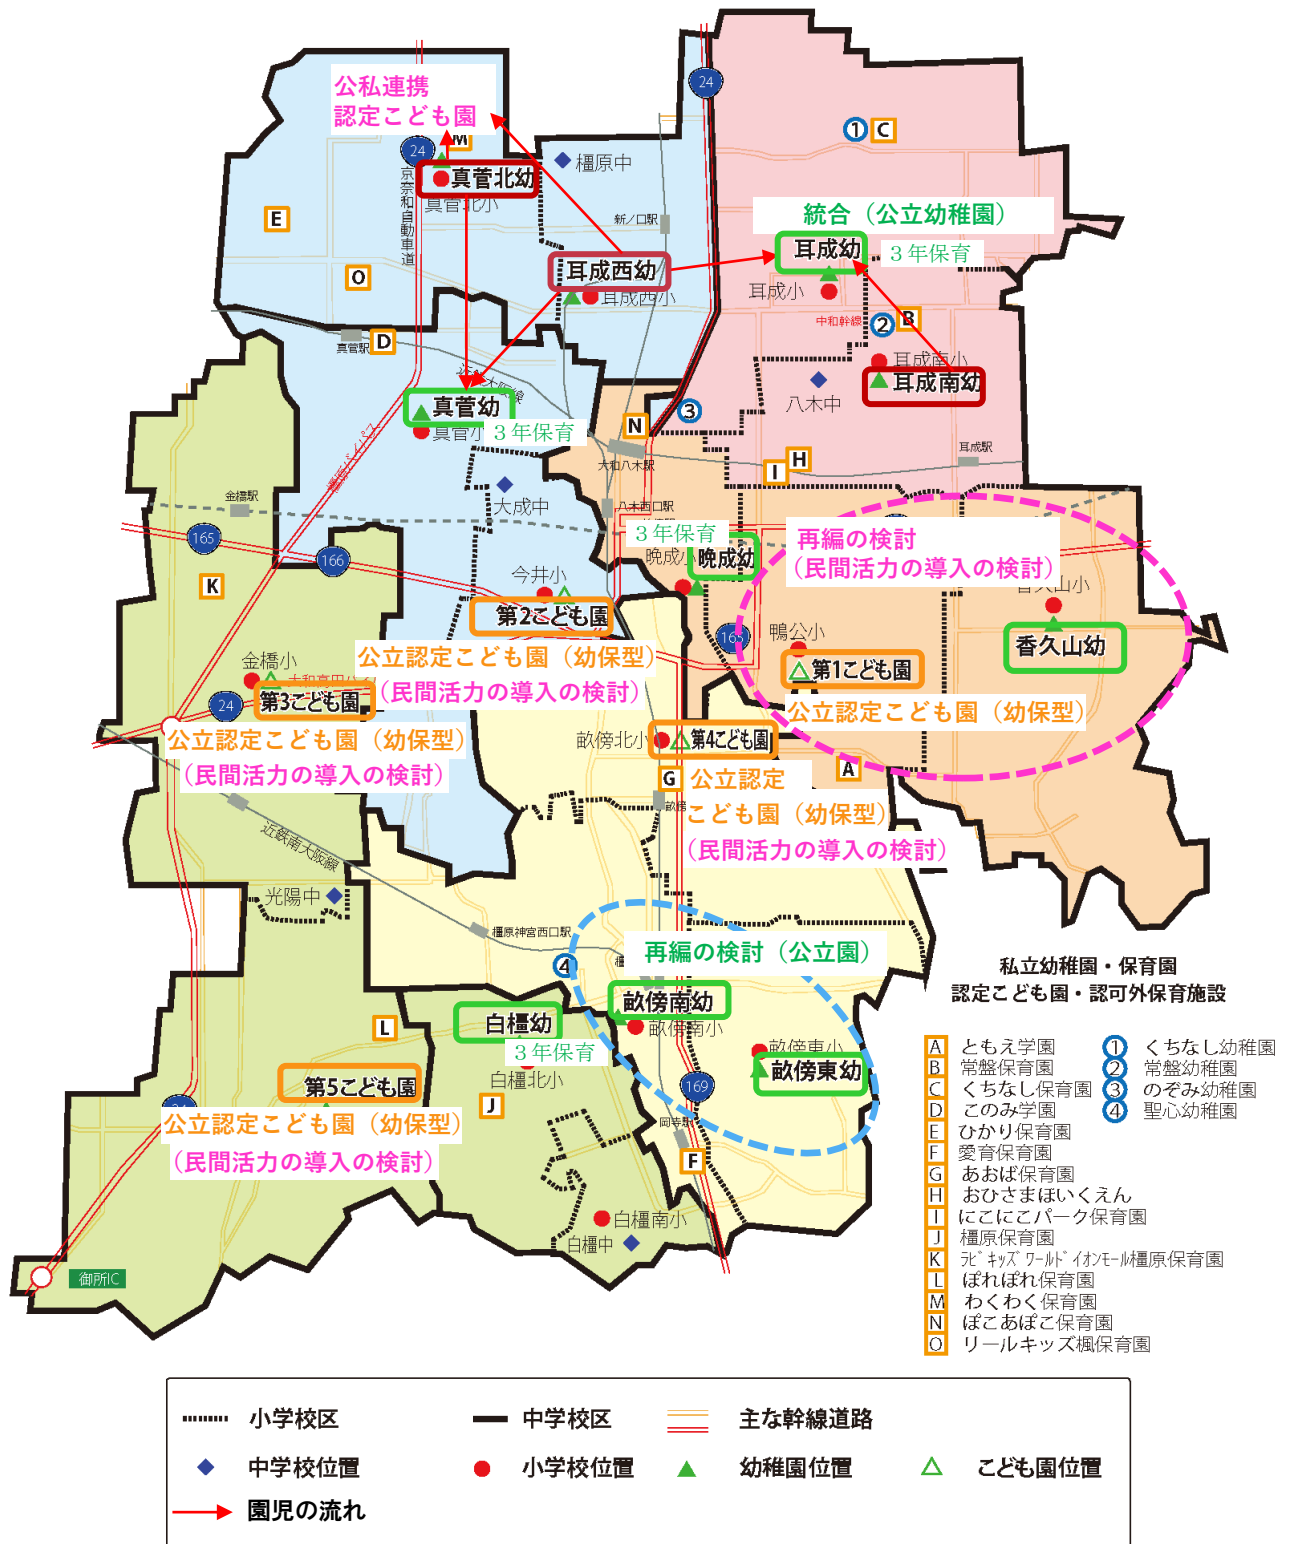 公私連携
認定こども園
24
24
M
京奈和自動車道
真菅北幼
真菅北小
橿原中
1
C
E
新ノ口駅
統合（公立幼稚園）
耳成幼
3年保育
O
耳成西幼
耳成西小
耳成小
中和幹線
2
B
真菅駅
D
耳成南小
耳成南幼
近鉄大阪線
八木中
真菅幼
真菅小
3年保育
N
3
橿原バイパス
大和八木駅
I
H
耳成駅
金橋駅
大成中
八木西口駅
165
166
3年保育
晩成小
晩成幼
再編の検討
（民間活力の導入の検討）
K
今井小
第2こども園
香久山小
香久山幼
165
鴨公小
第1こども園
公立認定こども園（幼保型）
公立認定こども園（幼保型）
（民間活力の導入の検討）
金橋小
第3こども園
24
公立認定こども園（幼保型）
（民間活力の導入の検討）
畝傍北小
第4こども園
G
A
公立認定
こども園（幼保型）
（民間活力の導入の検討）
近鉄南大阪線
光陽中
橿原神宮西口駅
4
再編の検討（公立園）
畝傍南幼
畝傍南小
白橿幼
3年保育
白橿北小
L
畝傍東小
畝傍東幼
第5こども園
J
169
公立認定こども園（幼保型）
（民間活力の導入の検討）
岡寺駅
F
白橿南小
白橿中
御所IC
私立幼稚園・保育園
認定こども園・認可外保育施設
A ともえ学園 1 くちなし幼稚園
B 常盤保育園 2 常盤幼稚園
C くちなし保育園 3 のぞみ幼稚園
D このみ学園 4 聖心幼稚園
E ひかり保育園
F 愛育保育園
G あおば保育園
H おひさまほいくえん
I にこにこパーク保育園
J 橿原保育園
K ﾗﾋﾞｷｯｽﾞﾜｰﾙﾄﾞｲｵﾝﾓｰﾙ橿原保育園
L ぽれぽれ保育園
M わくわく保育園
N ぽこあぽこ保育園
O リールキッズ楓保育園
小学校区 中学校区 主な幹線道路
中学校位置 小学校位置 幼稚園位置 こども園位置
園児の流れ